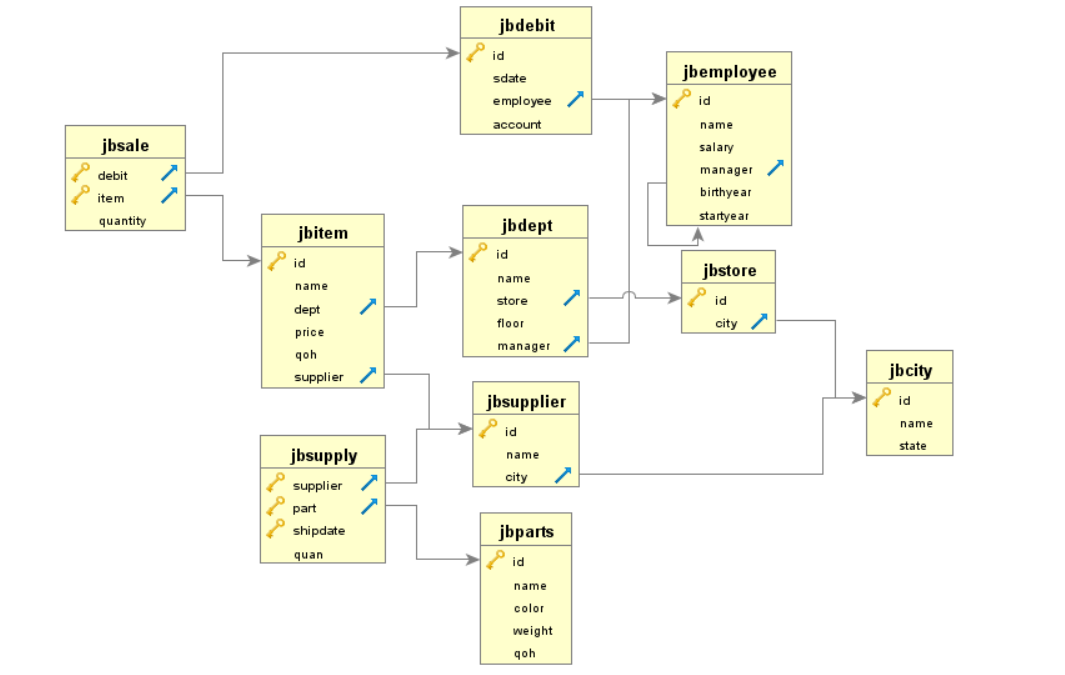 jbdebit
id
sdate
employee
account
jbemployee
id
name
salary
manager
birthyear
startyear
jbsale
debit
item
quantity
jbitem
id
name
dept
price
qoh
supplier
jbdept
id
name
store
floor
manager
jbstore
id
city
jbcity
id
name
state
jbsupplier
id
name
city
jbsupply
supplier
part
shipdate
quan
jbparts
id
name
color
weight
qoh